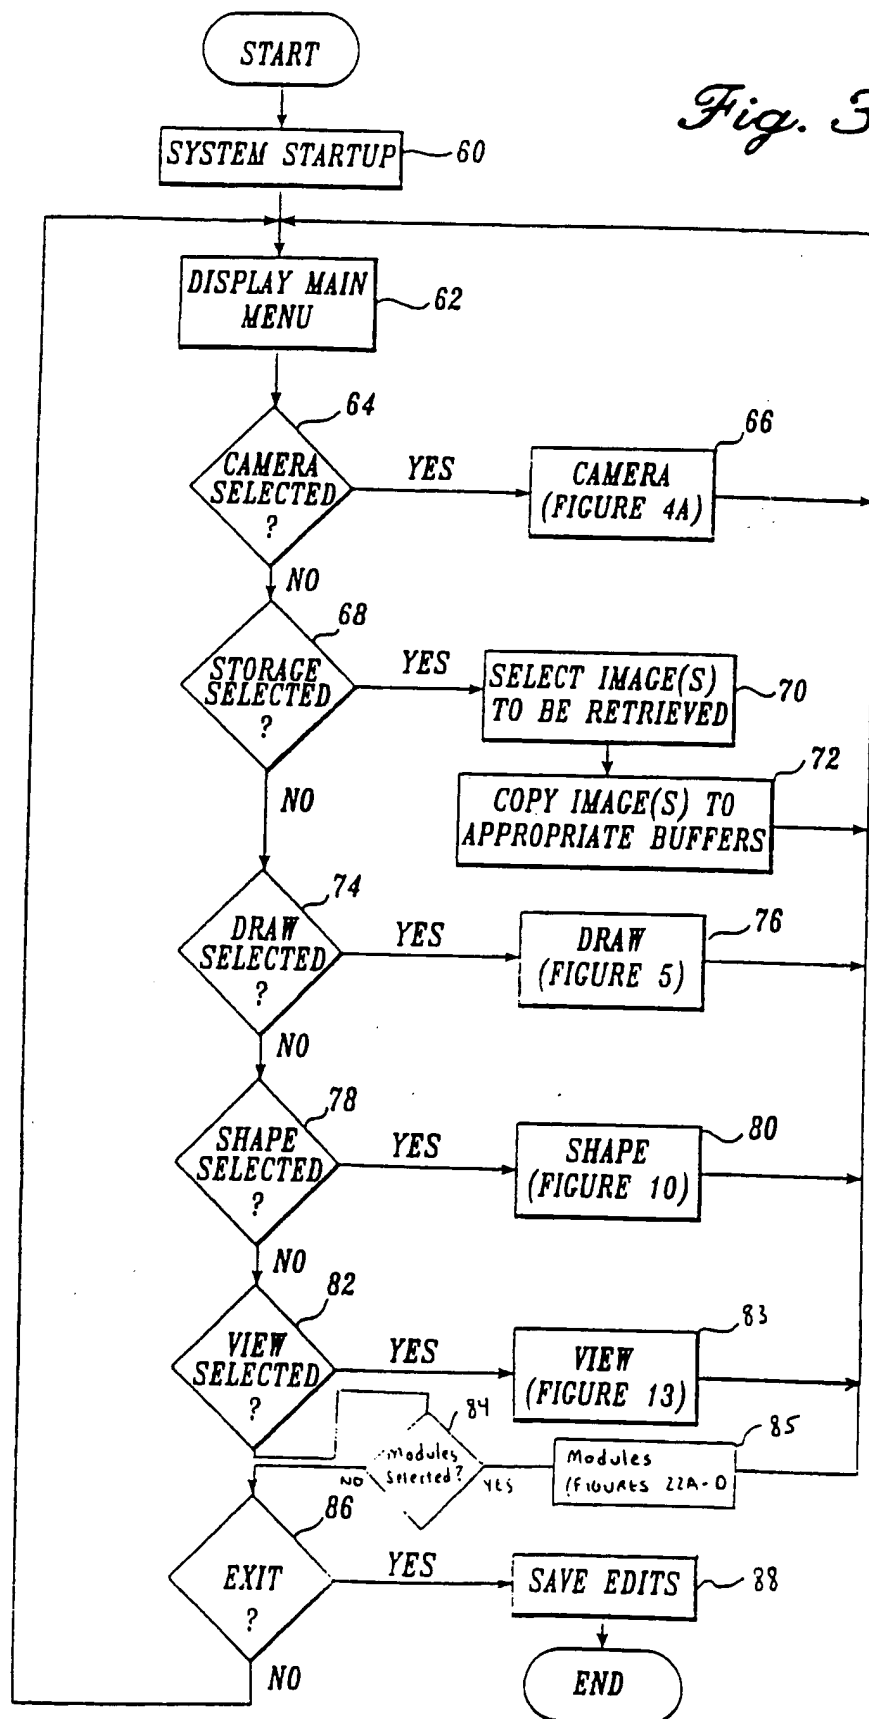 START
Fig. 3
SYSTEM STARTUP
60
DISPLAY MAIN
MENU
62
64
CAMERA
SELECTED
?
YES
66
CAMERA
(FIGURE 4A)
NO
68
STORAGE
SELECTED
?
YES
SELECT IMAGE(S)
TO BE RETRIEVED
70
72
COPY IMAGE(S) TO
APPROPRIATE BUFFERS
NO
74
DRAW
SELECTED
?
YES
76
DRAW
(FIGURE 5)
NO
78
SHAPE
SELECTED
?
YES
80
SHAPE
(FIGURE 10)
NO
82
VIEW
SELECTED
?
YES
83
VIEW
(FIGURE 13)
84
Modules
Selected?
NO
YES
85
Modules
(FIGURES 22A-D
86
EXIT
?
YES
SAVE EDITS
88
NO
END